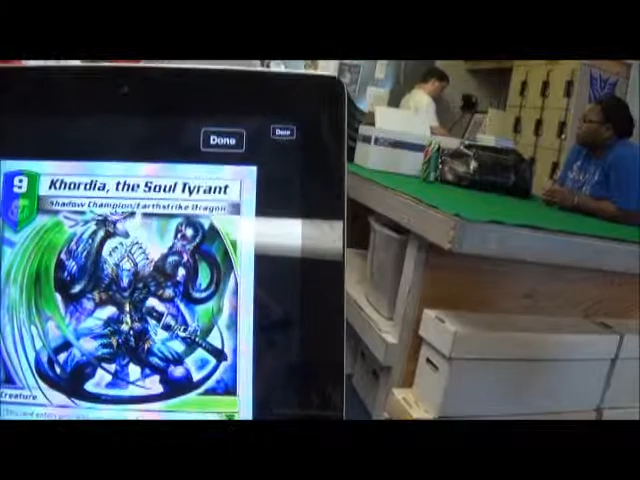 Done
Done
9
Khordia, the Soul Tyrant
Shadow Champion/Earthstrike Dragon
Creature